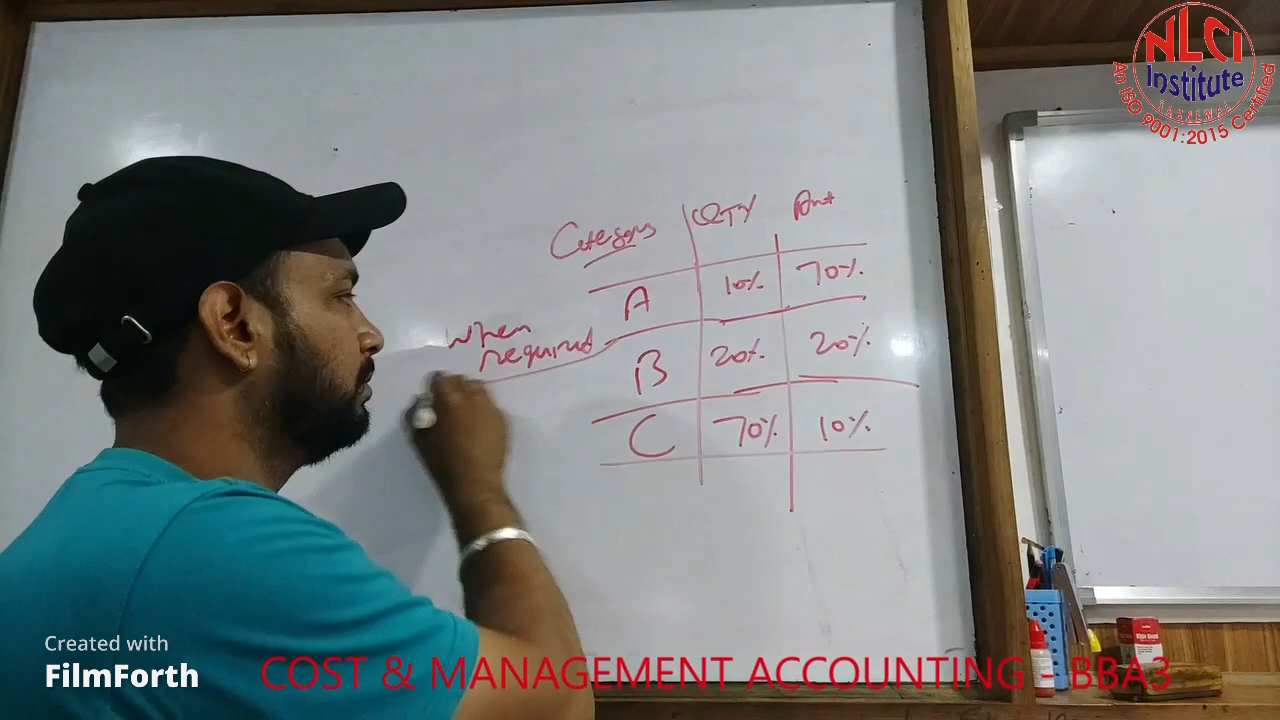 NLCI
Institute
SAHNEWAL
An ISO 9001:2015 Certified
Category QTY Amt
A 10% 70%
When
required
B 20% 20%
C 70% 10%
Created with
FilmForth
COST & MANAGEMENT ACCOUNTING - BBA3